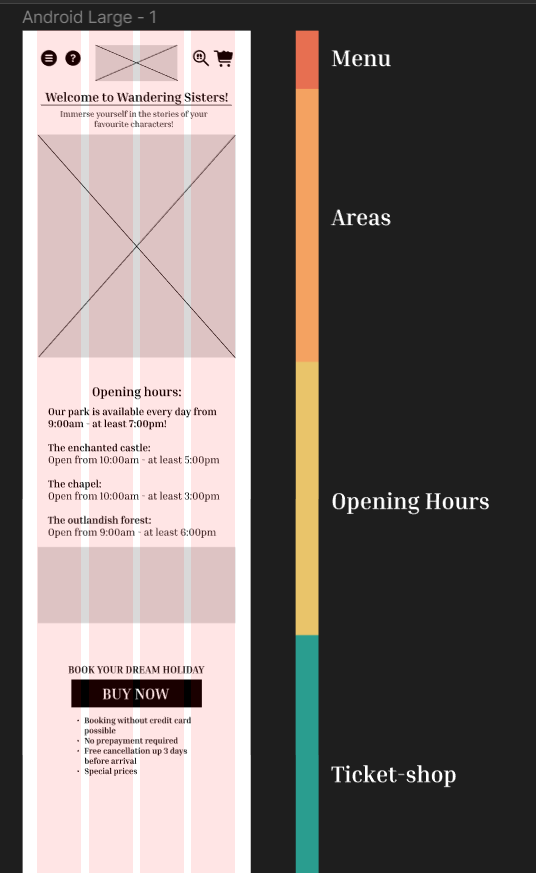 Android Large - 1
Menu
?
Welcome to Wandering Sisters!
Immerse yourself in the stories of your
favourite characters!
Areas
Opening hours:
Our park is available every day from
9:00am - at least 7:00pm!
The enchanted castle:
Open from 10:00am - at least 5:00pm
The chapel:
Open from 10:00am - at least 3:00pm
The outlandish forest:
Open from 9:00am - at least 6:00pm
Opening Hours
BOOK YOUR DREAM HOLIDAY
BUY NOW
• Booking without credit card
possible
• No prepayment required
• Free cancellation up 3 days
before arrival
• Special prices
Ticket-shop